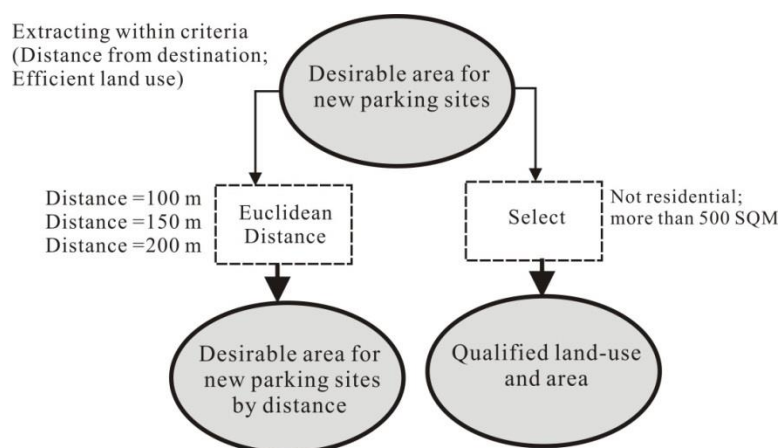 Extracting within criteria
(Distance from destination;
Efficient land use)
Desirable area for
new parking sites
Distance =100 m
Distance =150 m
Distance =200 m
Euclidean
Distance
Select
Not residential;
more than 500 SQM
Desirable area for
new parking sites
by distance
Qualified land-use
and area